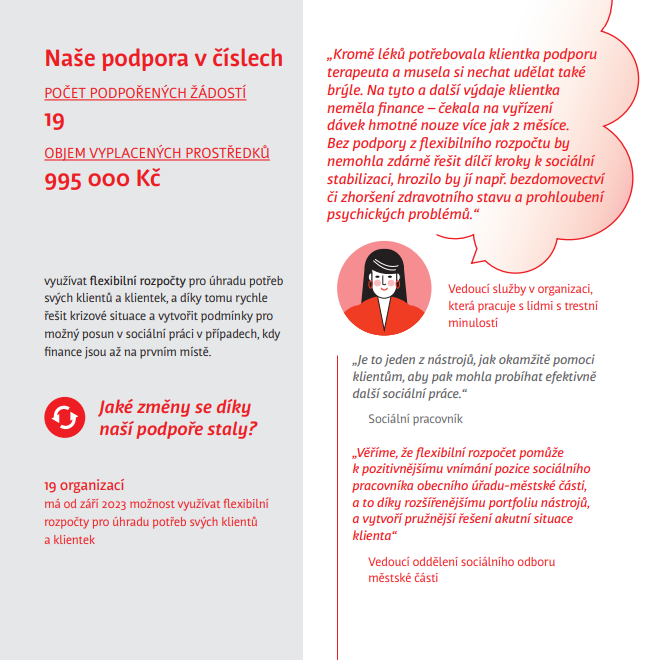 Naše podpora v číslech
POČET PODPOŘENÝCH ŽÁDOSTÍ
19
OBJEM VYPLACENÝCH PROSTŘEDKŮ
995 000 Kč
využívat flexibilní rozpočty pro úhradu potřeb
svých klientů a klientek, a díky tomu rychle
řešit krizové situace a vytvořit podmínky pro
možný posun v sociální práci v případech, kdy
finance jsou až na prvním místě.
Jaké změny se díky
naší podpoře staly?
19 organizací
má od září 2023 možnost využívat flexibilní
rozpočty pro úhradu potřeb svých klientů
a klientek
„Kromě léků potřebovala klientka podporu
terapeuta a musela si nechat udělat také
brýle. Na tyto a další výdaje klientka
neměla finance – čekala na vyřízení
dávek hmotné nouze více jak 2 měsíce.
Bez podpory z flexibilního rozpočtu by
nemohla zdárně řešit dílčí kroky k sociální
stabilizaci, hrozilo by jí např. bezdomovectví
či zhoršení zdravotního stavu a prohloubení
psychických problémů.“
Vedoucí služby v organizaci,
která pracuje s lidmi s trestní
minulostí
„Je to jeden z nástrojů, jak okamžitě pomoci
klientům, aby pak mohla probíhat efektivně
další sociální práce.“
Sociální pracovník
„Věříme, že flexibilní rozpočet pomůže
k pozitivnějšímu vnímání pozice sociálního
pracovníka obecního úřadu-městské části,
a to díky rozšířenějšímu portfoliu nástrojů,
a vytvoří pružnější řešení akutní situace
klienta“
Vedoucí oddělení sociálního odboru
městské části